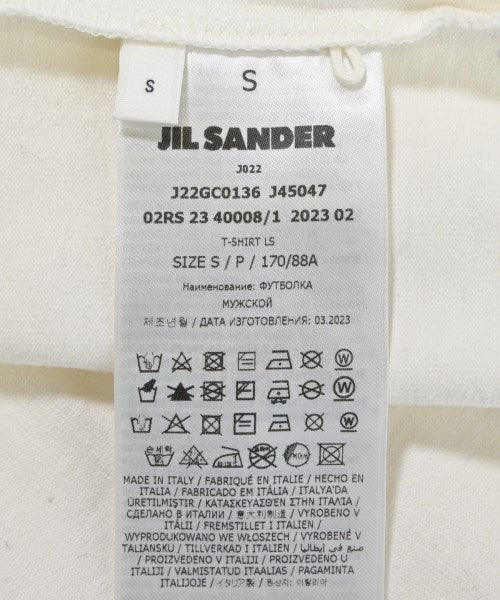 S
S
JIL SANDER
J022
J22GC0136 J45047
02RS 23 40008/1 2023 02
T-SHIRT LS
SIZE S / P / 170/88A
Наименование: ФУТБОЛКА
МУЖСКОЙ
제조년월 / ДАТА ИЗГОТОВЛЕНИЯ: 03.2023
손세탁
MADE IN ITALY / FABRIQUÉ EN ITALIE / HECHO EN
ITALIA / FABRICADO EM ITÁLIA / ITALYA'DA
ÜRETILMIŞTIR / ΚΑΤΑΣΚΕΥΑΣΘΕΝ ΣΤΗΝ ΙΤΑΛΙΑ /
СДЕЛАНО В ИТАЛИИ / 意大利制造 / VYROBENO V
ITÁLII / FREMSTILLET I ITALIEN /
WYPRODUKOWANO WE WŁOSZECH / VYROBENÉ V
TALIANSKU / TILLVERKAD I ITALIEN / صنع في إيطاليا
/ PROIZVEDENO V ITALIJI / PROIZVEDENO U
ITALIJI / VALMISTATUD ITAALIAS / PAGAMINTA
ITALIJOJE / イタリア製 / 원산지: 이탈리아